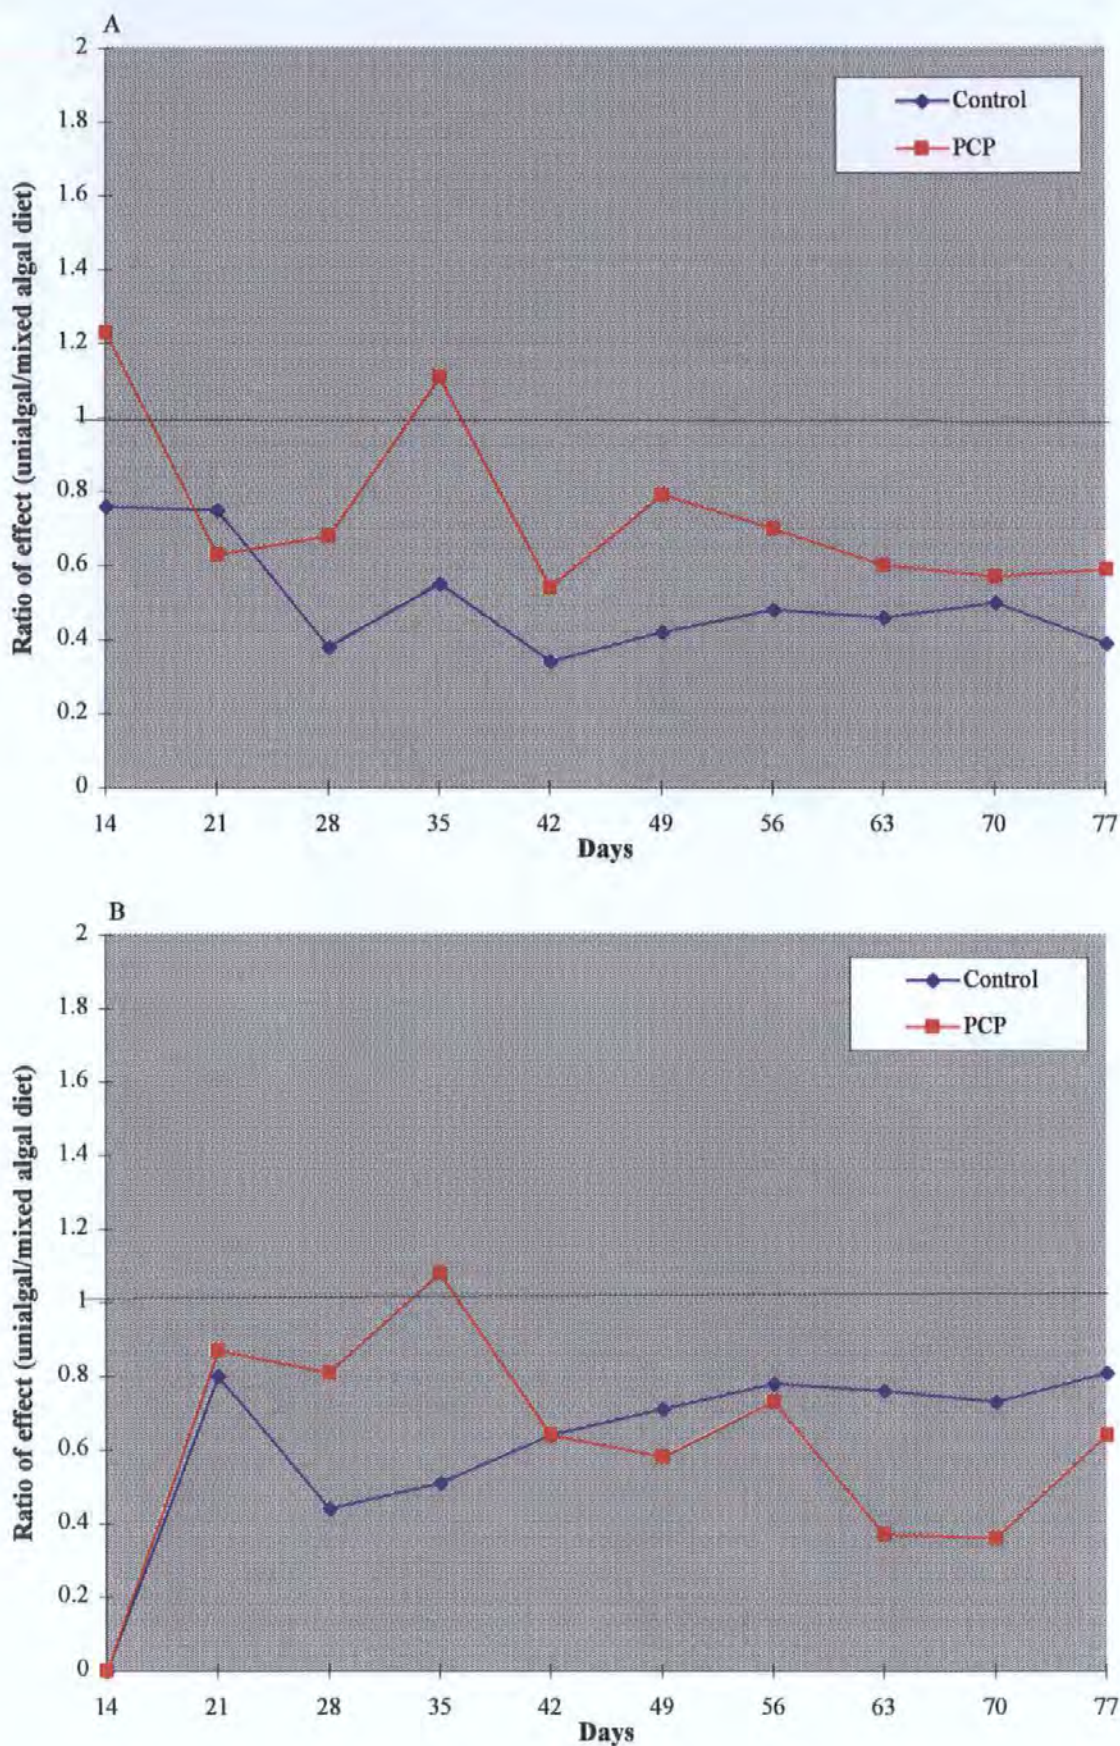 A
2
1.8
1.6
1.4
1.2
1
0.8
0.6
0.4
0.2
0
Ratio of effect (unialgal/mixed algal diet)
Control
PCP
14 21 28 35 42 49 56 63 70 77
Days
B
2
1.8
1.6
1.4
1.2
1
0.8
0.6
0.4
0.2
0
Ratio of effect (unialgal/mixed algal diet)
Control
PCP
14 21 28 35 42 49 56 63 70 77
Days